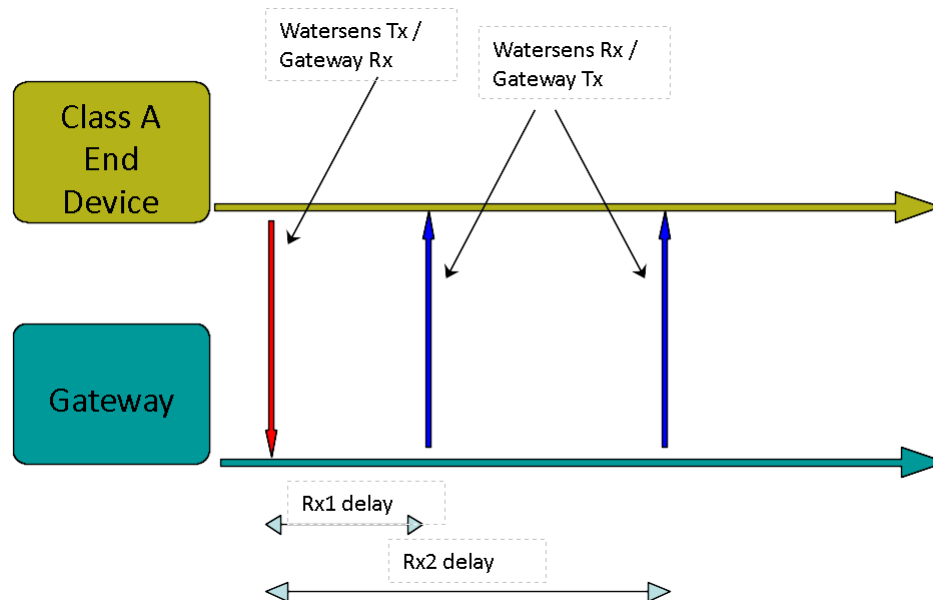 Watersens Tx /
Gateway Rx
Watersens Rx /
Gateway Tx
Class A
End
Device
Gateway
Rx1 delay
Rx2 delay